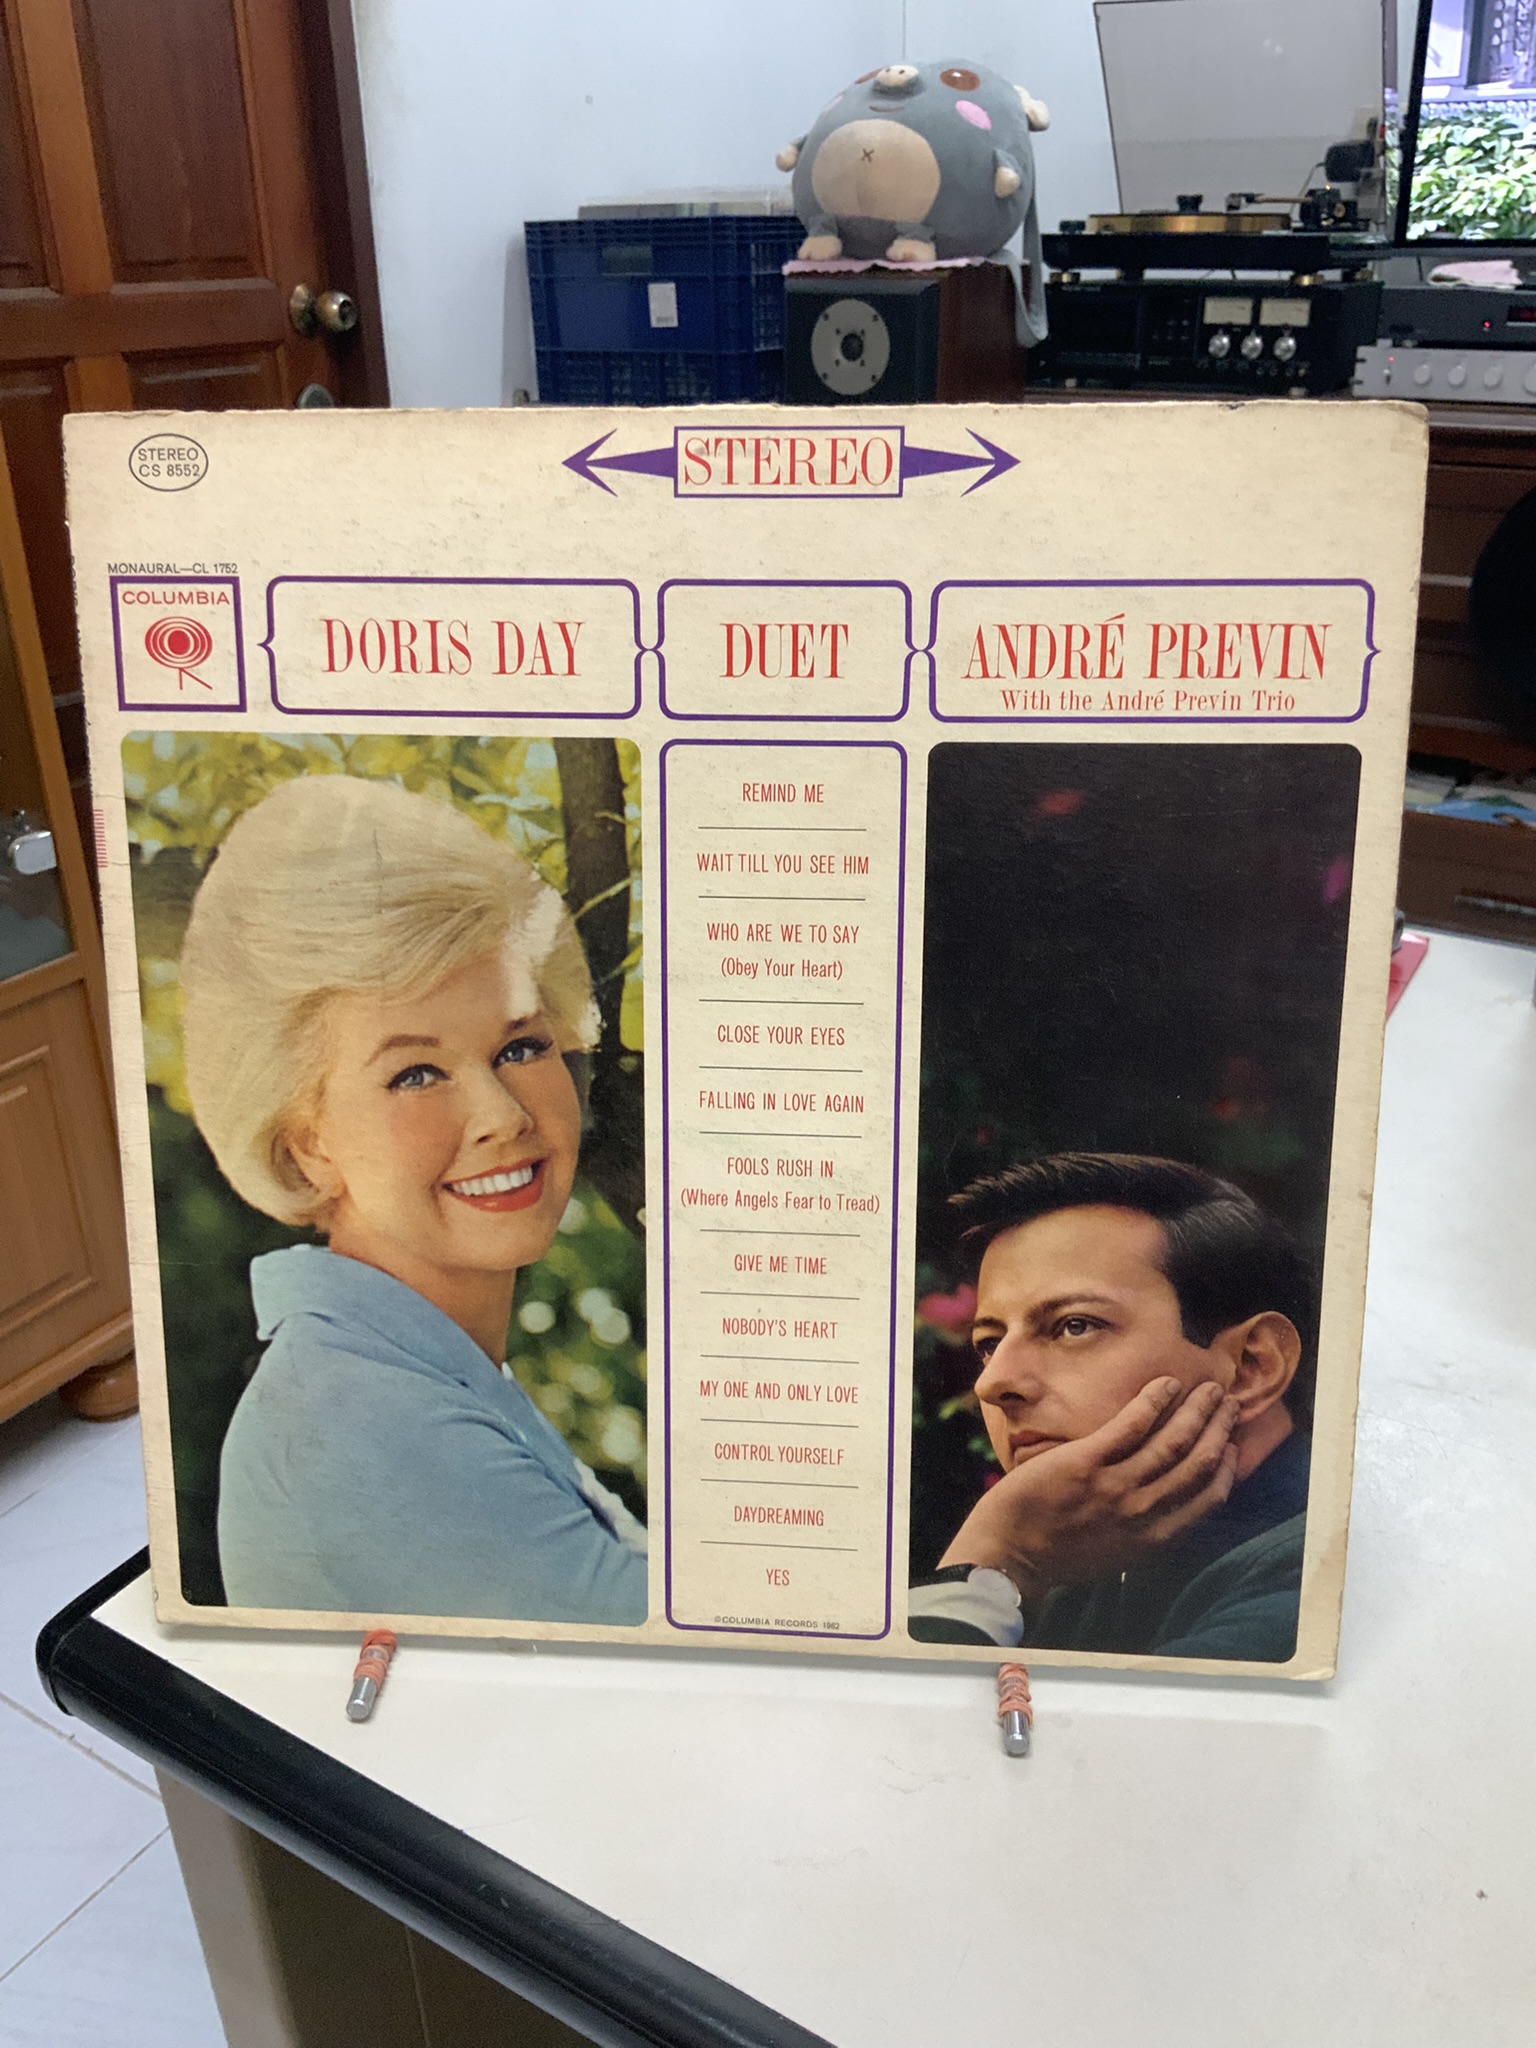 STEREO
CS 8552
STEREO
MONAURAL—CL 1752
COLUMBIA
DORIS DAY
DUET
ANDRÉ PREVIN
With the André Previn Trio
REMIND ME
WAIT TILL YOU SEE HIM
WHO ARE WE TO SAY
(Obey Your Heart)
CLOSE YOUR EYES
FALLING IN LOVE AGAIN
FOOLS RUSH IN
(Where Angels Fear to Tread)
GIVE ME TIME
NOBODY'S HEART
MY ONE AND ONLY LOVE
CONTROL YOURSELF
DAYDREAMING
YES
©COLUMBIA RECORDS 1962